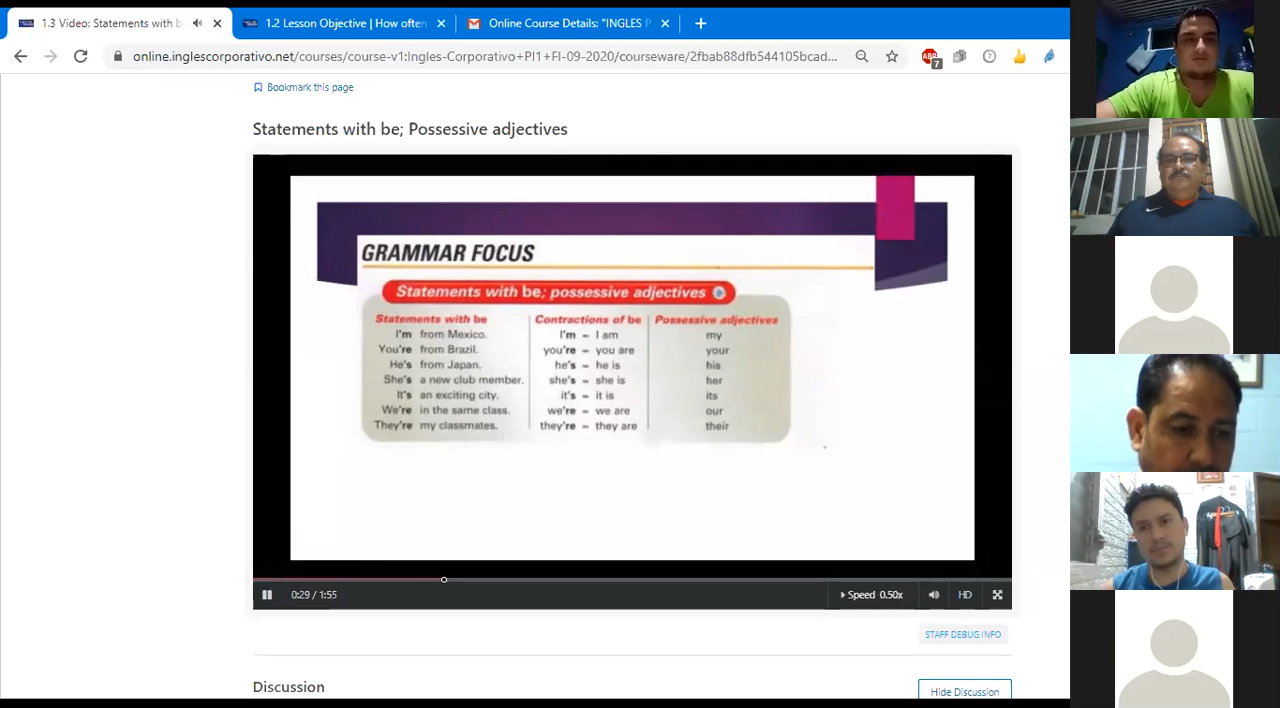 1.3 Video: Statements with b
1.2 Lesson Objective | How often
Online Course Details: "INGLES P
online.inglescorporativo.net/courses/course-v1:Ingles-Corporativo+PI1+FI-09-2020/courseware/2fbab88dfb544105bcad...
ABP
7
Bookmark this page
Statements with be; Possessive adjectives
GRAMMAR FOCUS
Statements with be; possessive adjectives
Statements with be Contractions of be Possessive adjectives
I'm from Mexico. I'm = I am my
You're from Brazil. you're = you are your
He's from Japan. he's = he is his
She's a new club member. she's = she is her
It's an exciting city. it's = it is its
We're in the same class. we're = we are our
They're my classmates. they're = they are their
0:29 / 1:55
Speed 0.50x
HD
STAFF DEBUG INFO
Discussion
Hide Discussion